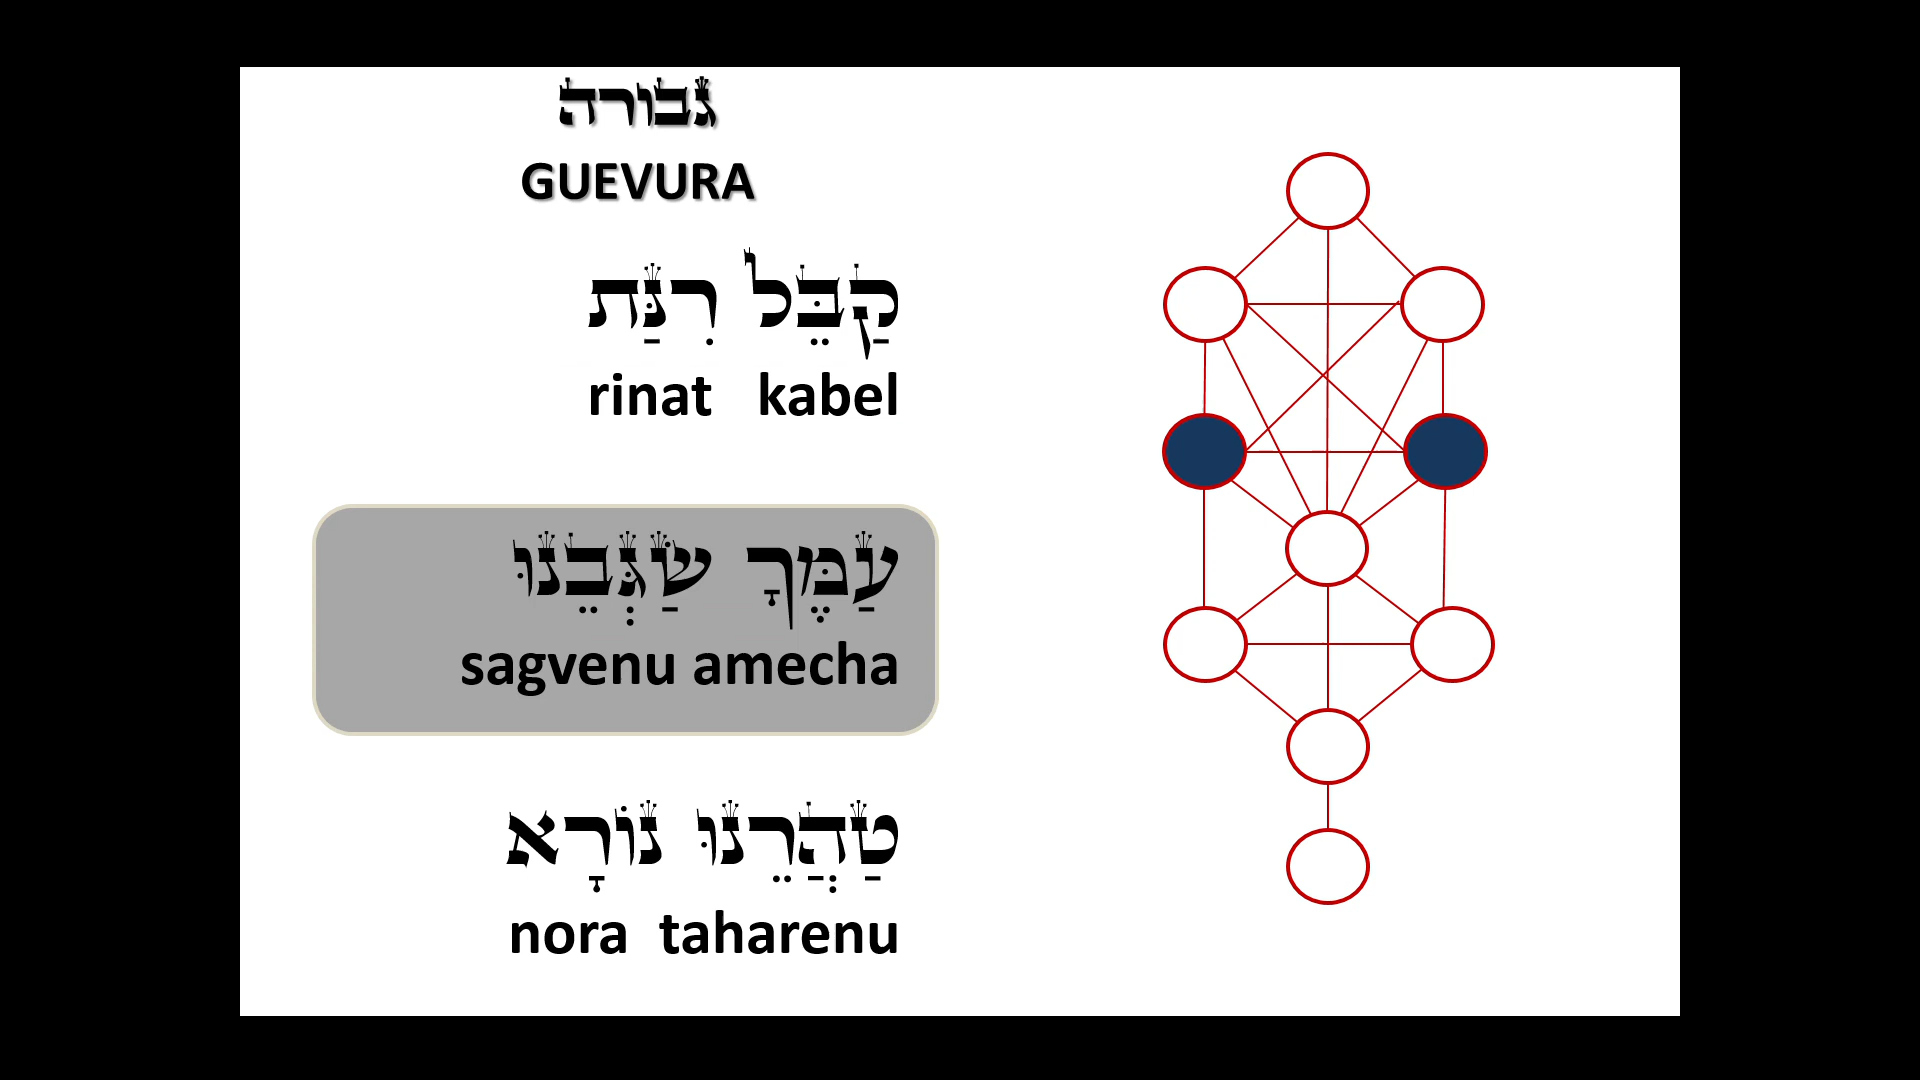 גבורה
GUEVURA
קַבֵּל רִנַּת
rinat kabel
עַמֶּךָ שַׂגְּבֵנוּ
sagvenu amecha
טַהֲרֵנוּ נוֹרָא
nora taharenu